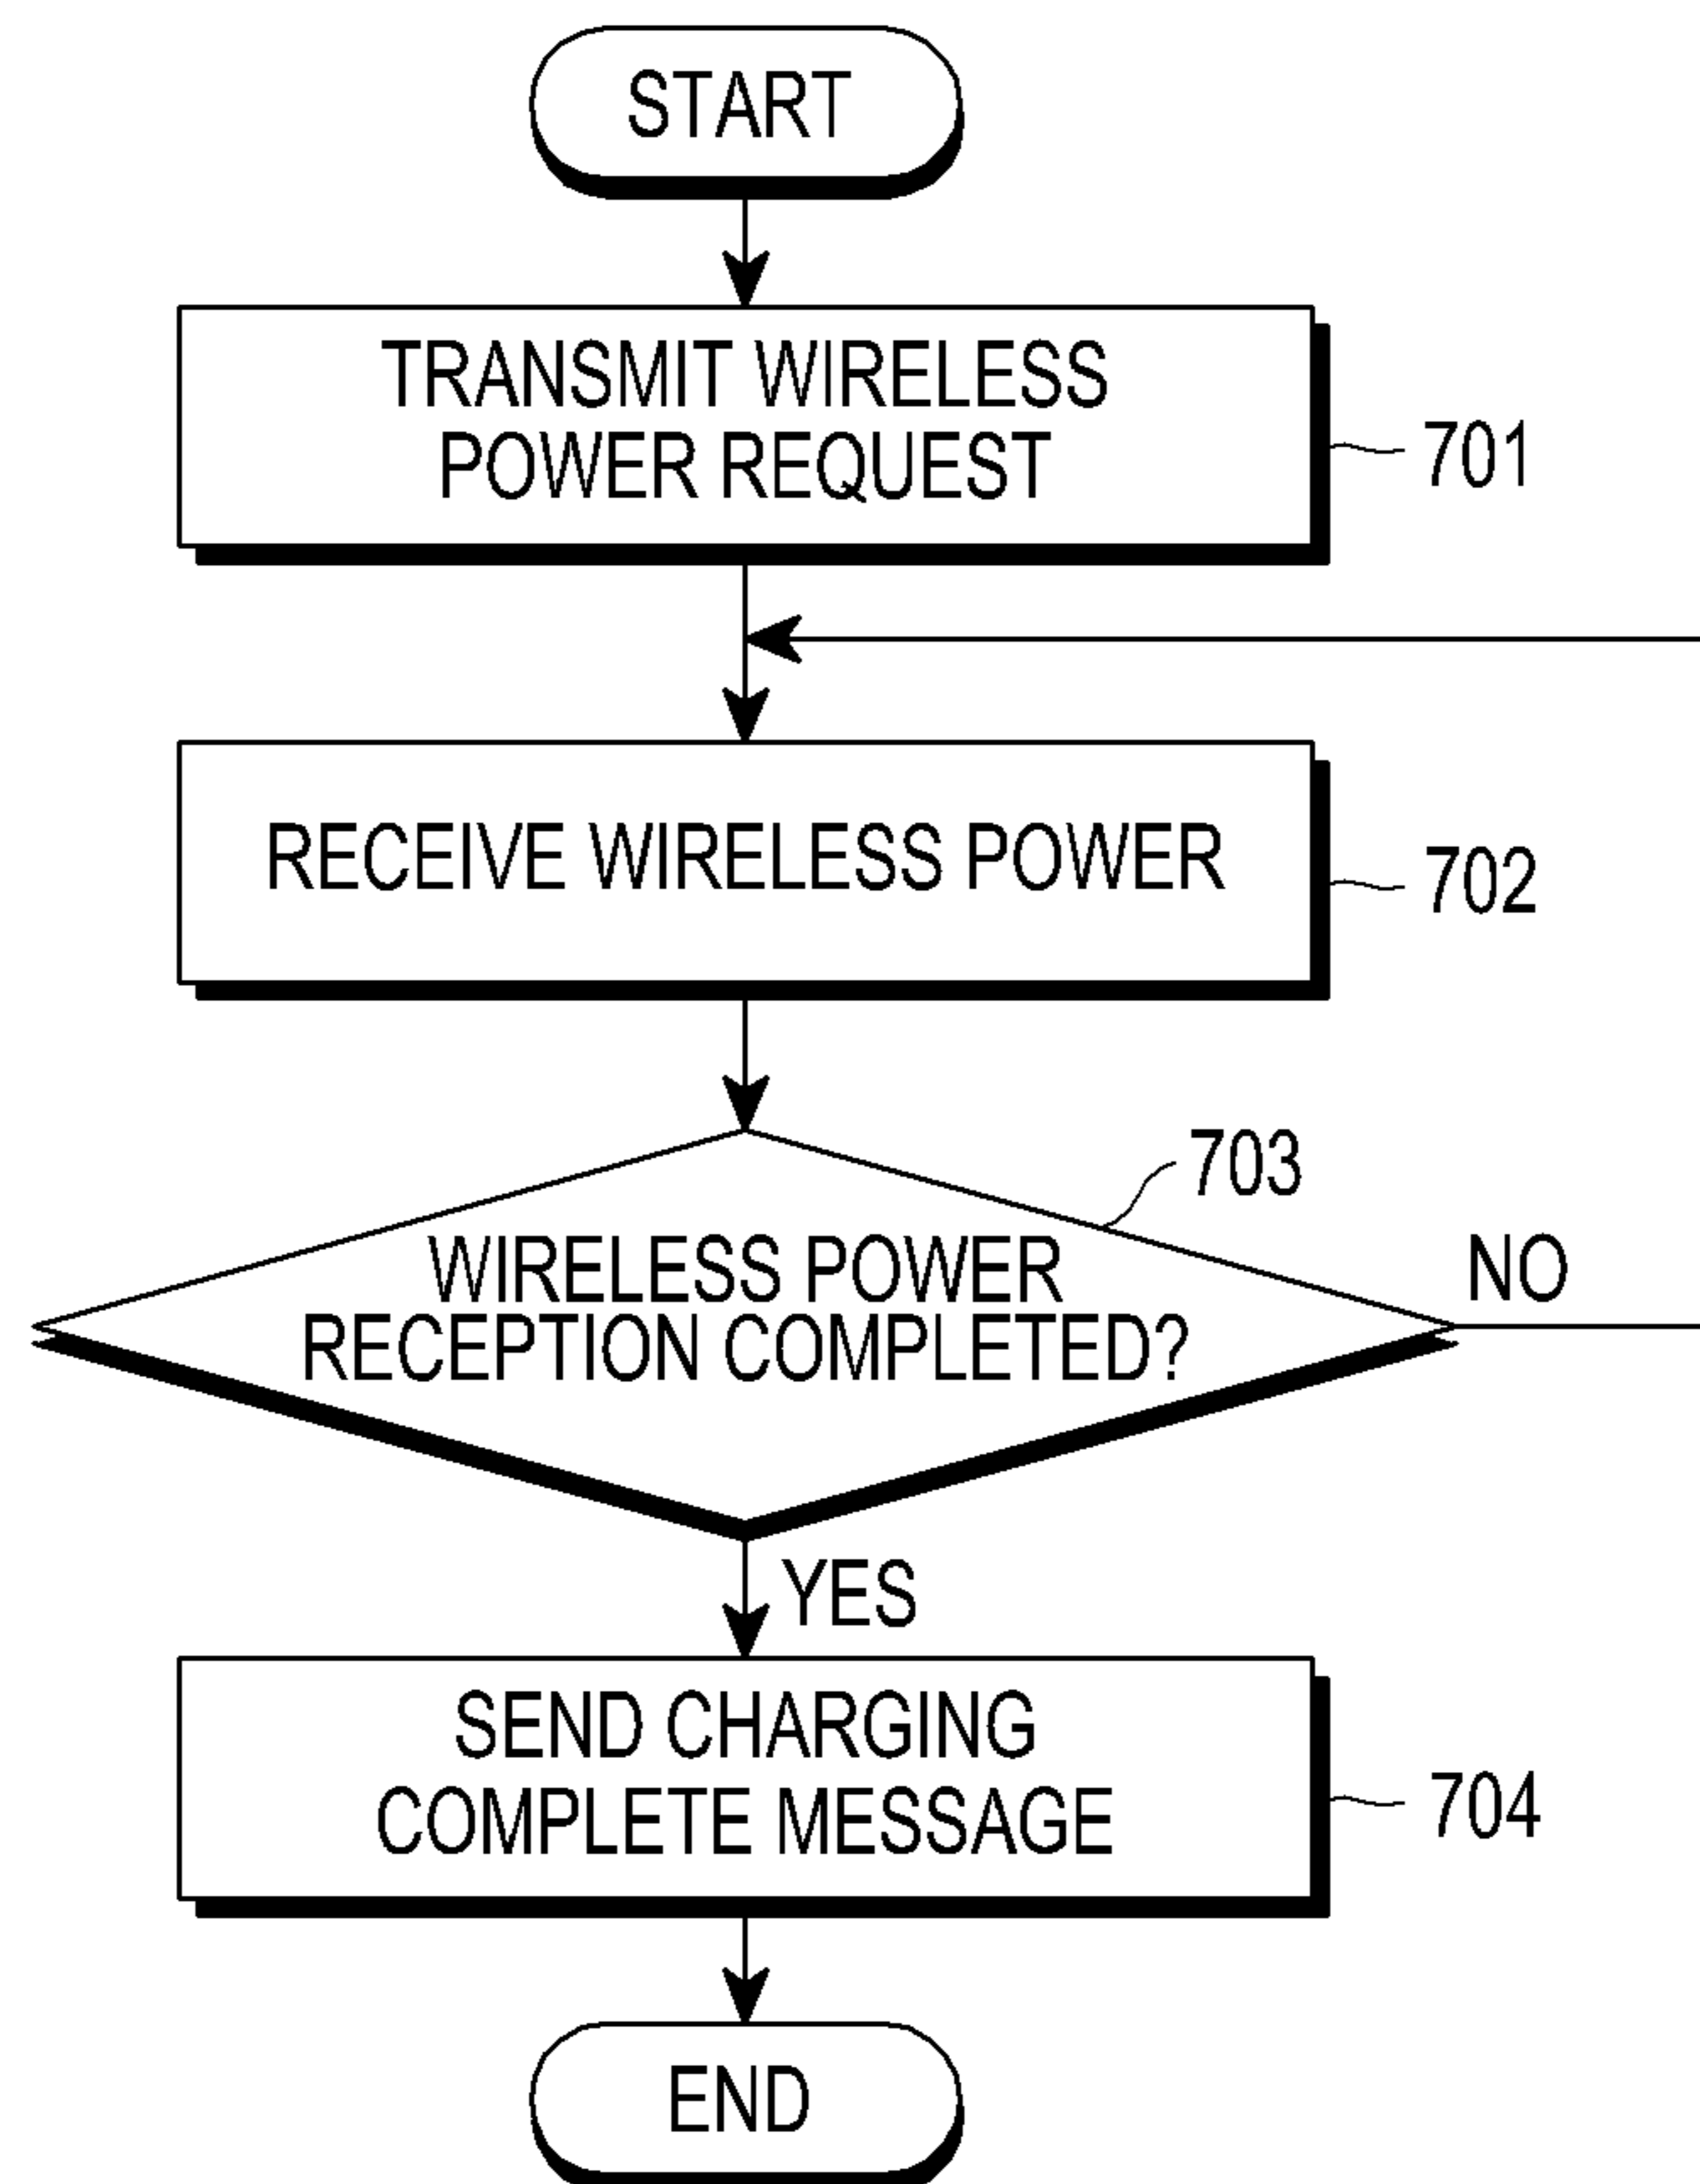 START
TRANSMIT WIRELESS
POWER REQUEST
701
RECEIVE WIRELESS POWER
702
703
WIRELESS POWER
RECEPTION COMPLETED?
NO
YES
SEND CHARGING
COMPLETE MESSAGE
704
END